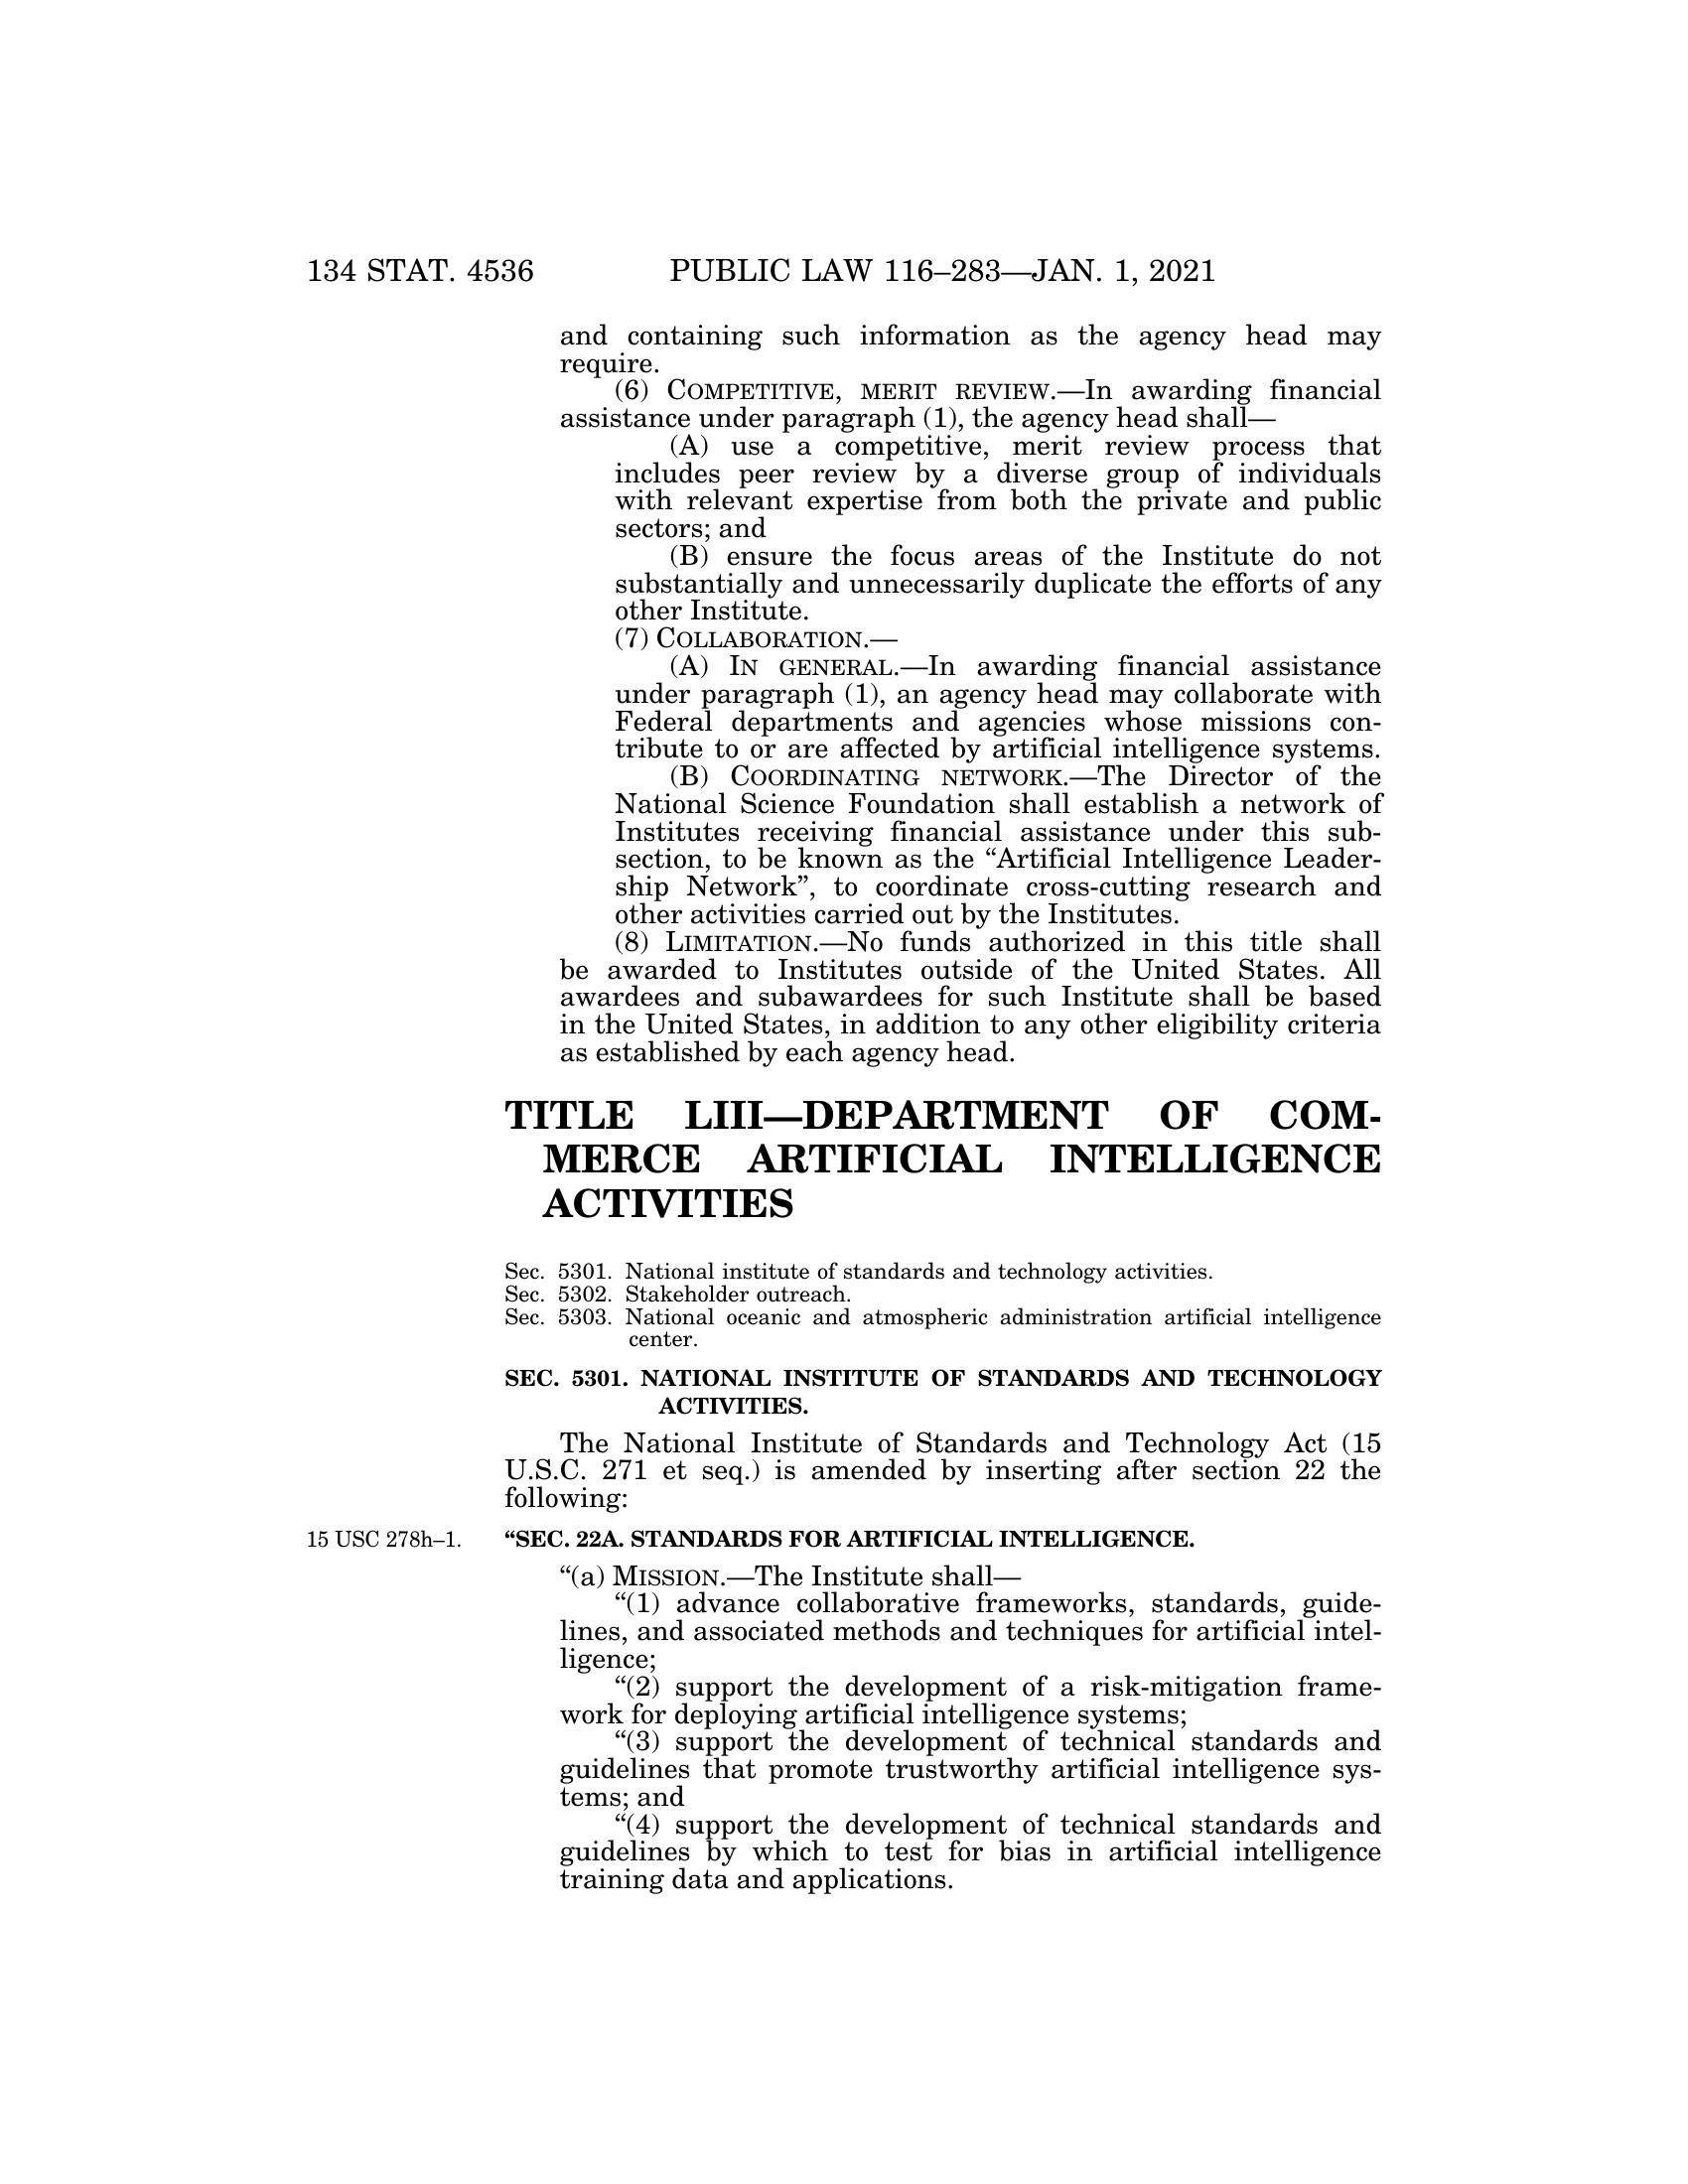 134 STAT. 4536 PUBLIC LAW 116–283—JAN. 1, 2021
and containing such information as the agency head may
require.
(6) COMPETITIVE, MERIT REVIEW.—In awarding financial
assistance under paragraph (1), the agency head shall—
(A) use a competitive, merit review process that
includes peer review by a diverse group of individuals
with relevant expertise from both the private and public
sectors; and
(B) ensure the focus areas of the Institute do not
substantially and unnecessarily duplicate the efforts of any
other Institute.
(7) COLLABORATION.—
(A) IN GENERAL.—In awarding financial assistance
under paragraph (1), an agency head may collaborate with
Federal departments and agencies whose missions con-
tribute to or are affected by artificial intelligence systems.
(B) COORDINATING NETWORK.—The Director of the
National Science Foundation shall establish a network of
Institutes receiving financial assistance under this sub-
section, to be known as the “Artificial Intelligence Leader-
ship Network”, to coordinate cross-cutting research and
other activities carried out by the Institutes.
(8) LIMITATION.—No funds authorized in this title shall
be awarded to Institutes outside of the United States. All
awardees and subawardees for such Institute shall be based
in the United States, in addition to any other eligibility criteria
as established by each agency head.
TITLE LIII—DEPARTMENT OF COM-
MERCE ARTIFICIAL INTELLIGENCE
ACTIVITIES
Sec. 5301. National institute of standards and technology activities.
Sec. 5302. Stakeholder outreach.
Sec. 5303. National oceanic and atmospheric administration artificial intelligence
center.
SEC. 5301. NATIONAL INSTITUTE OF STANDARDS AND TECHNOLOGY
ACTIVITIES.
The National Institute of Standards and Technology Act (15
U.S.C. 271 et seq.) is amended by inserting after section 22 the
following:
15 USC 278h–1. “SEC. 22A. STANDARDS FOR ARTIFICIAL INTELLIGENCE.
“(a) MISSION.—The Institute shall—
“(1) advance collaborative frameworks, standards, guide-
lines, and associated methods and techniques for artificial intel-
ligence;
“(2) support the development of a risk-mitigation frame-
work for deploying artificial intelligence systems;
“(3) support the development of technical standards and
guidelines that promote trustworthy artificial intelligence sys-
tems; and
“(4) support the development of technical standards and
guidelines by which to test for bias in artificial intelligence
training data and applications.